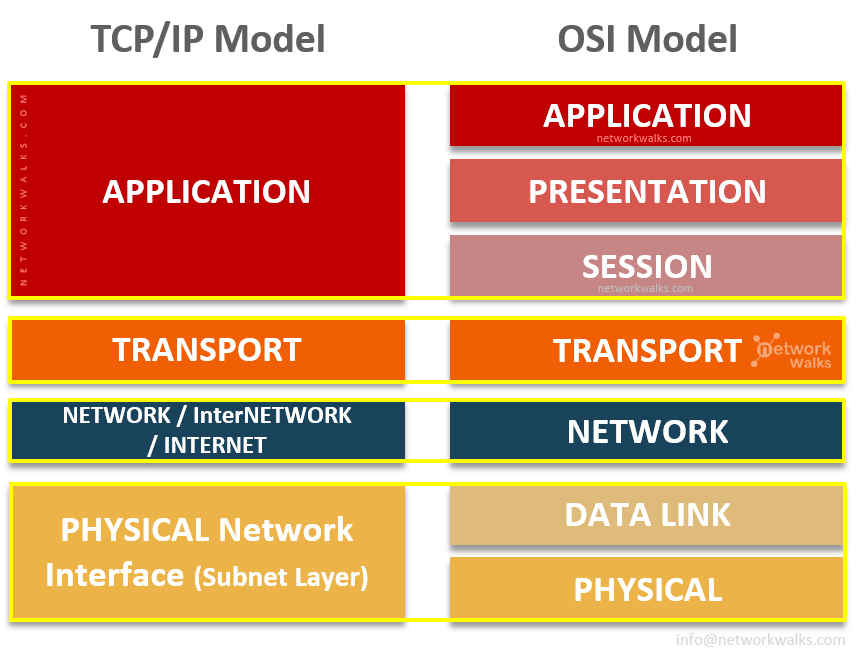 TCP/IP Model
OSI Model
NETWORKWALKS.COM
APPLICATION
APPLICATION
networkwalks.com
PRESENTATION
SESSION
networkwalks.com
TRANSPORT
TRANSPORT
network
Walks
NETWORK / InterNETWORK
/ INTERNET
NETWORK
PHYSICAL Network
Interface (Subnet Layer)
DATA LINK
PHYSICAL
info@networkwalks.com